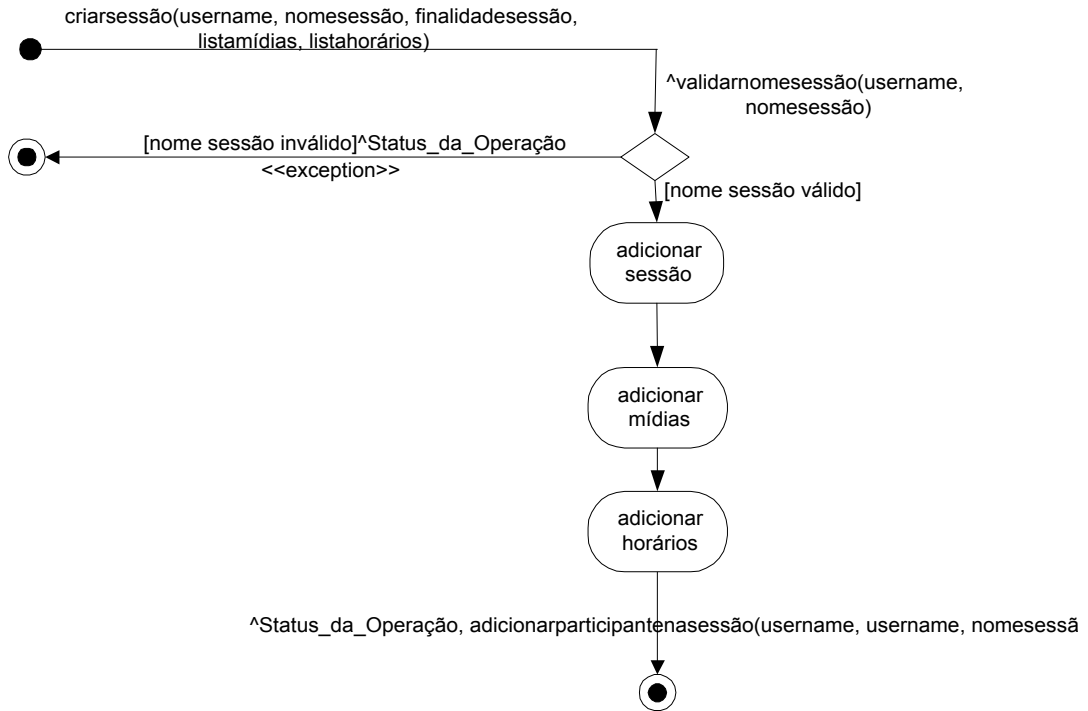 criarsessão(username, nomesessão, finalidadesessão,
listamídias, listahorários)
^validarnomesessão(username,
nomesessão)
[nome sessão inválido]^Status_da_Operação
<<exception>>
[nome sessão válido]
adicionar
sessão
adicionar
mídias
adicionar
horários
^Status_da_Operação, adicionarparticipantenasessão(username, username, nomesessã